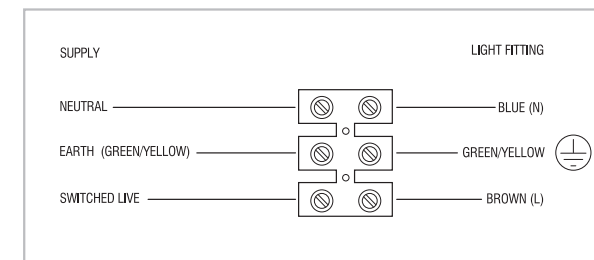 SUPPLY LIGHT FITTING
NEUTRAL BLUE (N)
EARTH (GREEN/YELLOW) GREEN/YELLOW
SWITCHED LIVE BROWN (L)